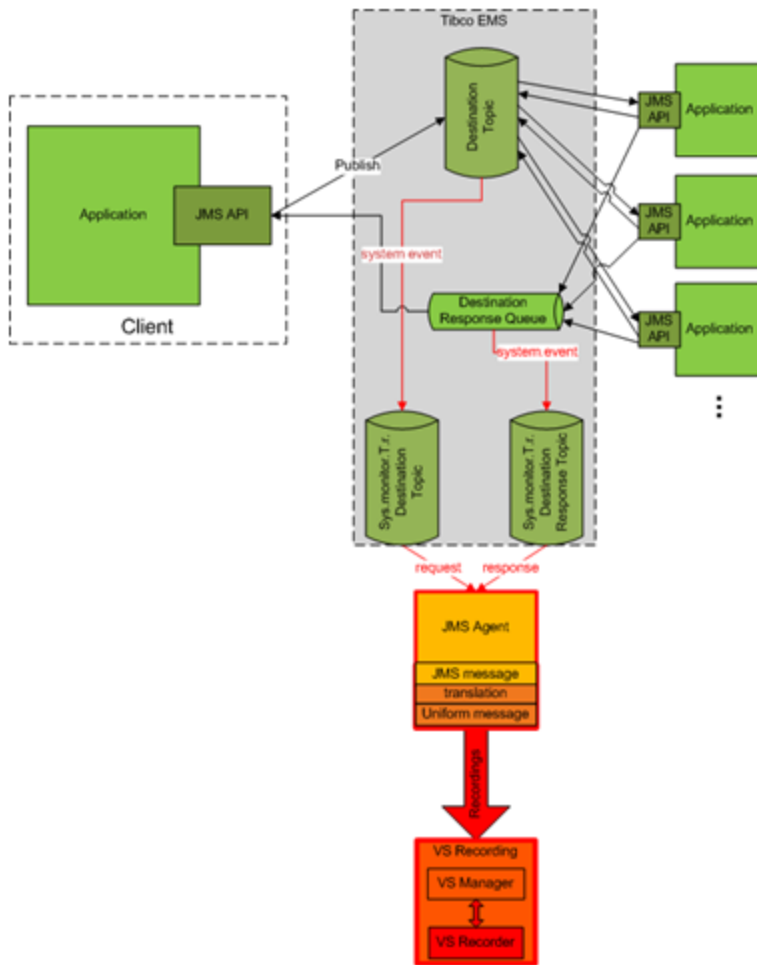 Tibco EMS
Destination
Topic
JMS
API
Application
Publish
Application
JMS API
Client
JMS
API
Application
system event
Destination
Response Queue
JMS
API
Application
system event
...
Sys.monitor.T.r.
Destination
Topic
Sys.monitor.T.r.
Destination
Response Topic
request
response
JMS Agent
JMS message
translation
Uniform message
Recordings
VS Recording
VS Manager
VS Recorder